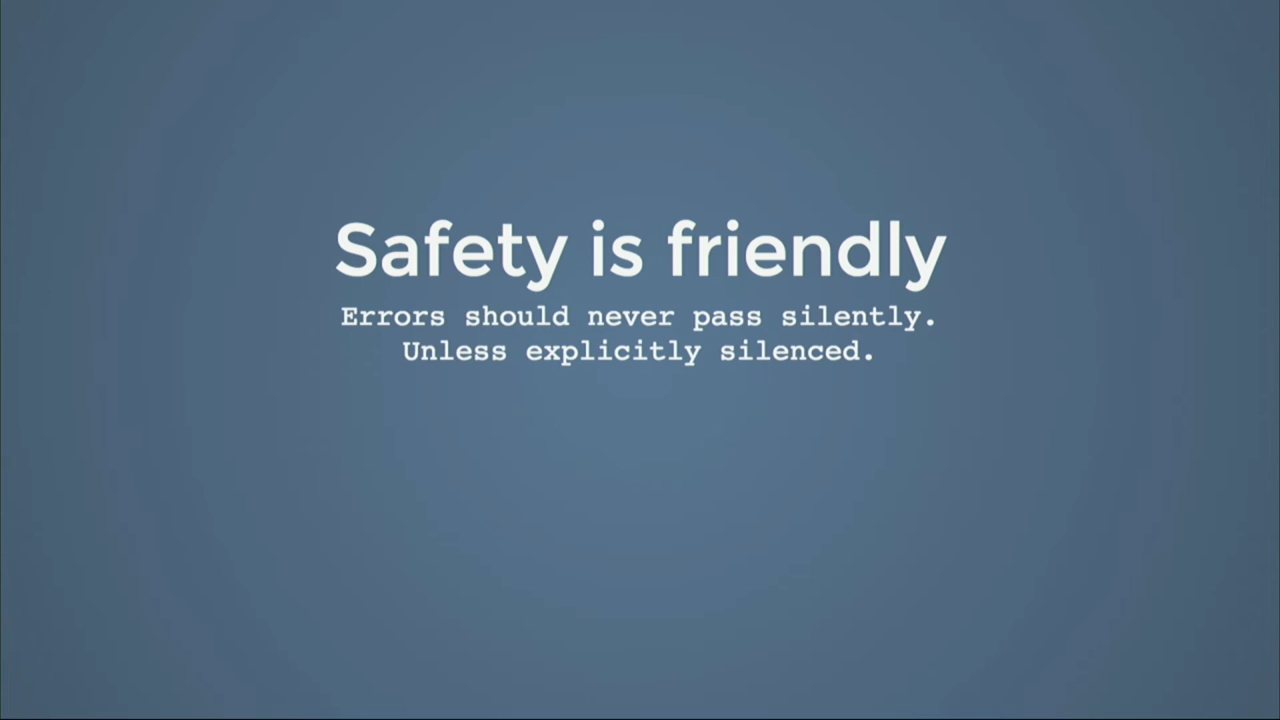 Safety is friendly
Errors should never pass silently.
Unless explicitly silenced.